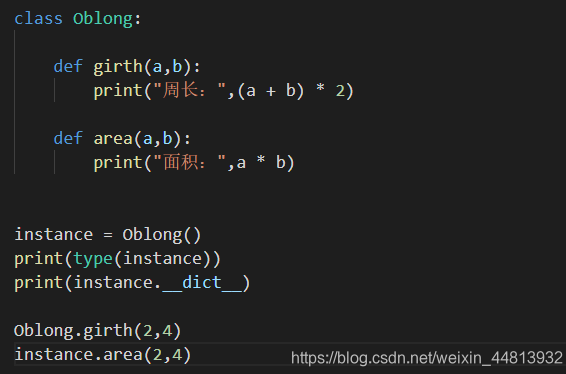 class Oblong:
def girth(a,b):
print("周长：",(a + b) * 2)
def area(a,b):
print("面积：",a * b)
instance = Oblong()
print(type(instance))
print(instance.__dict__)
Oblong.girth(2,4)
instance.area(2,4)
https://blog.csdn.net/weixin_44813932